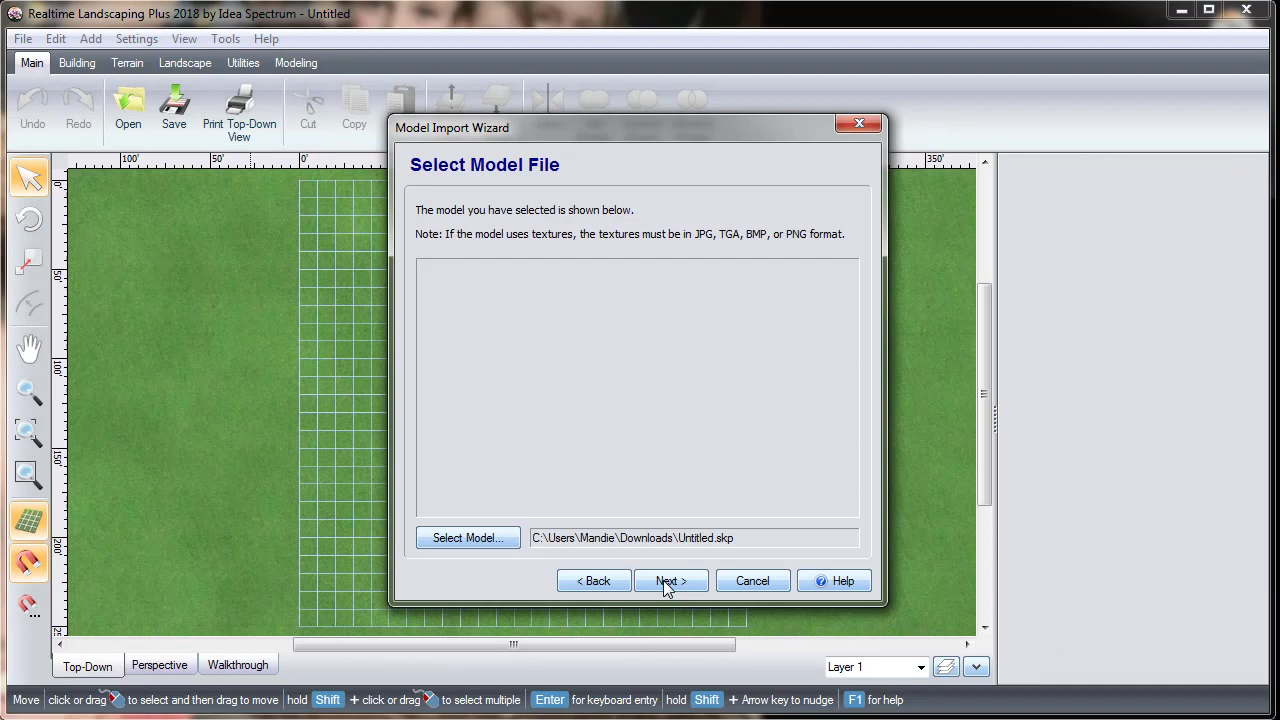 Realtime Landscaping Plus 2018 by Idea Spectrum - Untitled
File Edit Add Settings View Tools Help
Main Building Terrain Landscape Utilities Modeling
Undo Redo Open Save Print Top-Down View Cut Copy
Model Import Wizard
100' 50' 0' 350'
Select Model File
The model you have selected is shown below.
Note: If the model uses textures, the textures must be in JPG, TGA, BMP, or PNG format.
0'
50'
100'
150'
200'
Select Model... C:\Users\Mandie\Downloads\Untitled.skp
< Back Next > Cancel Help
Top-Down Perspective Walkthrough Layer 1
Move click or drag to select and then drag to move hold Shift + click or drag to select multiple Enter for keyboard entry hold Shift + Arrow key to nudge F1 for help